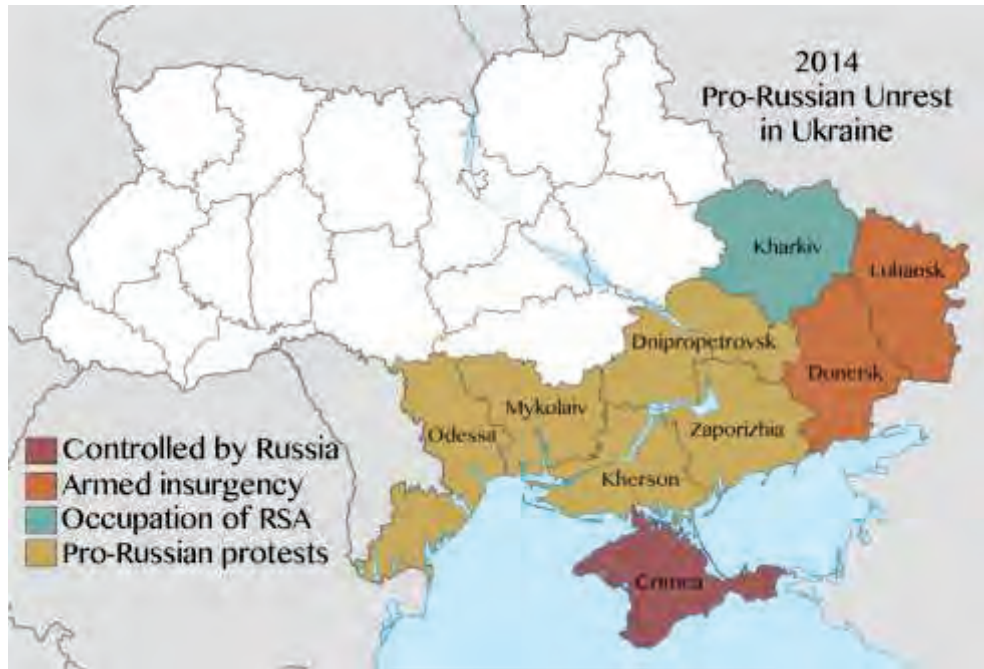 2014
Pro-Russian Unrest
in Ukraine
Kharkiv
Luhansk
Dnipropetrovsk
Donetsk
Mykolaiv
Odessa
Zaporizhia
Kherson
Controlled by Russia
Armed insurgency
Occupation of RSA
Pro-Russian protests
Crimea